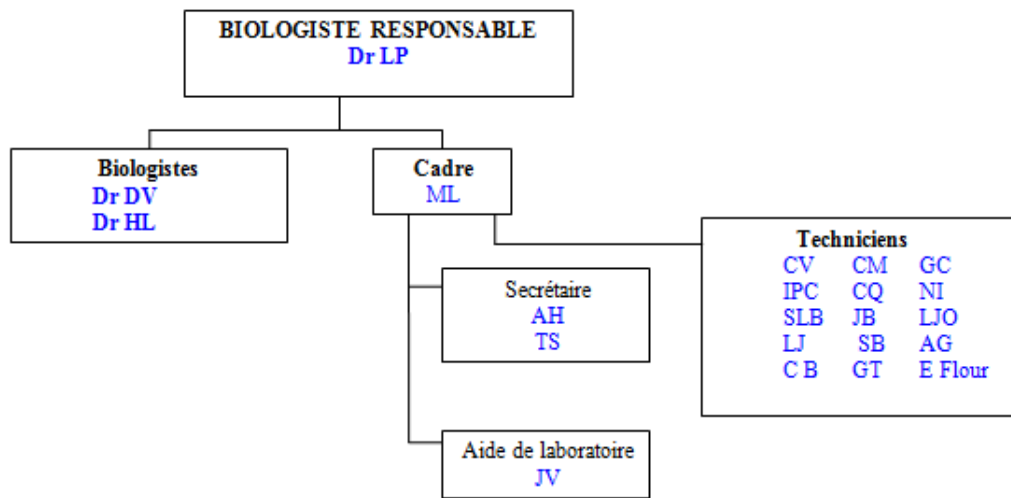 BIOLOGISTE RESPONSABLE
Dr LP
Biologistes
Dr DV
Dr HL
Cadre
ML
Techniciens
CV CM GC
IPC CQ NI
SLB JB LJO
LJ SB AG
C B GT E Flour
Secrétaire
AH
TS
Aide de laboratoire
JV